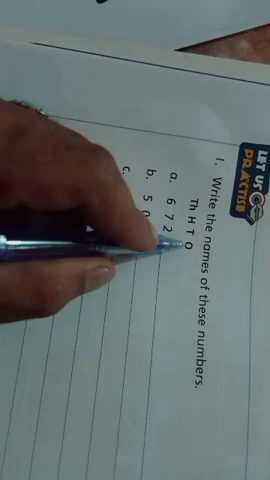 LET US
PRACTISE
1. Write the names of these numbers.
Th H T O
a. 6 7 2
b. 5 0
c.